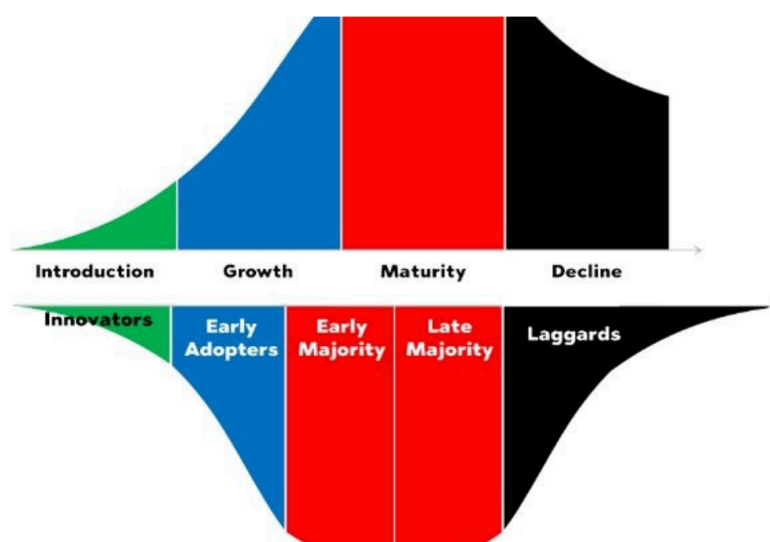 Introduction Growth Maturity Decline
Innovators
Early Adopters
Early Majority
Late Majority
Laggards